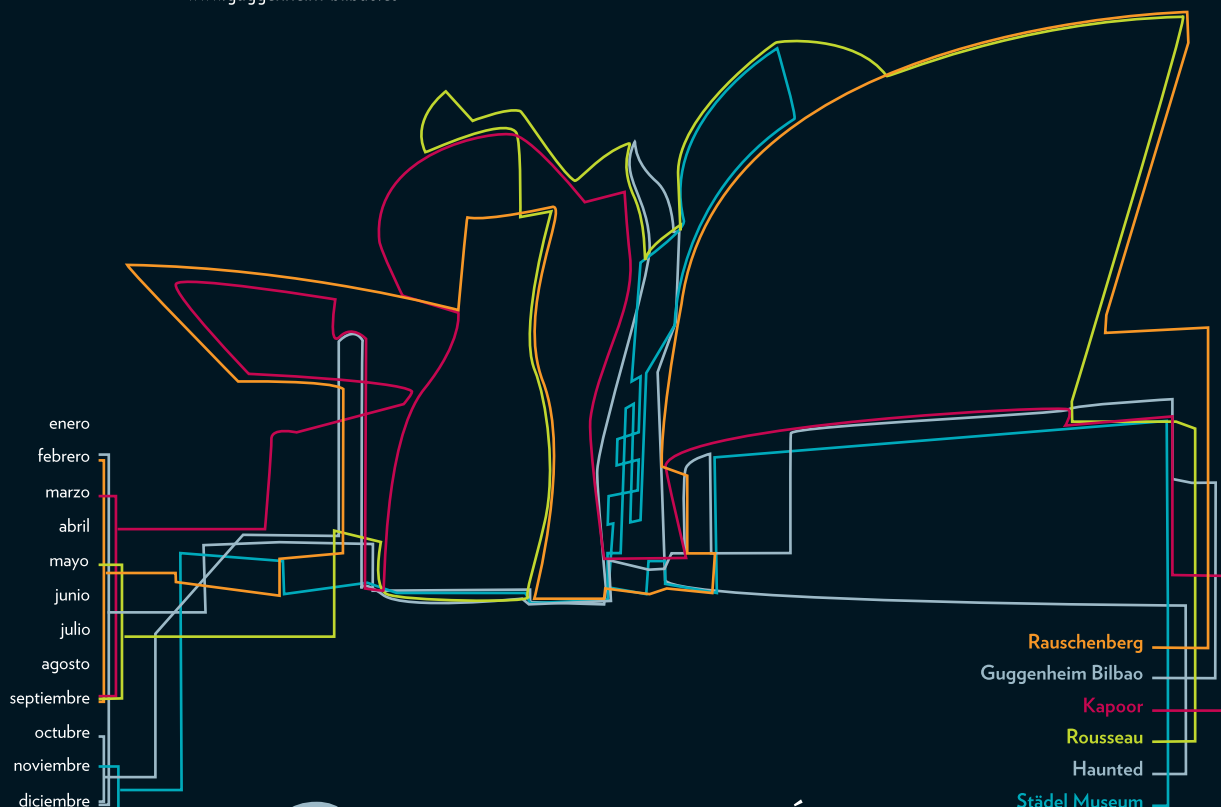 enero
febrero
marzo
abril
mayo
junio
julio
agosto
septiembre
octubre
noviembre
diciembre
Rauschenberg
Guggenheim Bilbao
Kapoor
Rousseau
Haunted
Städel Museum